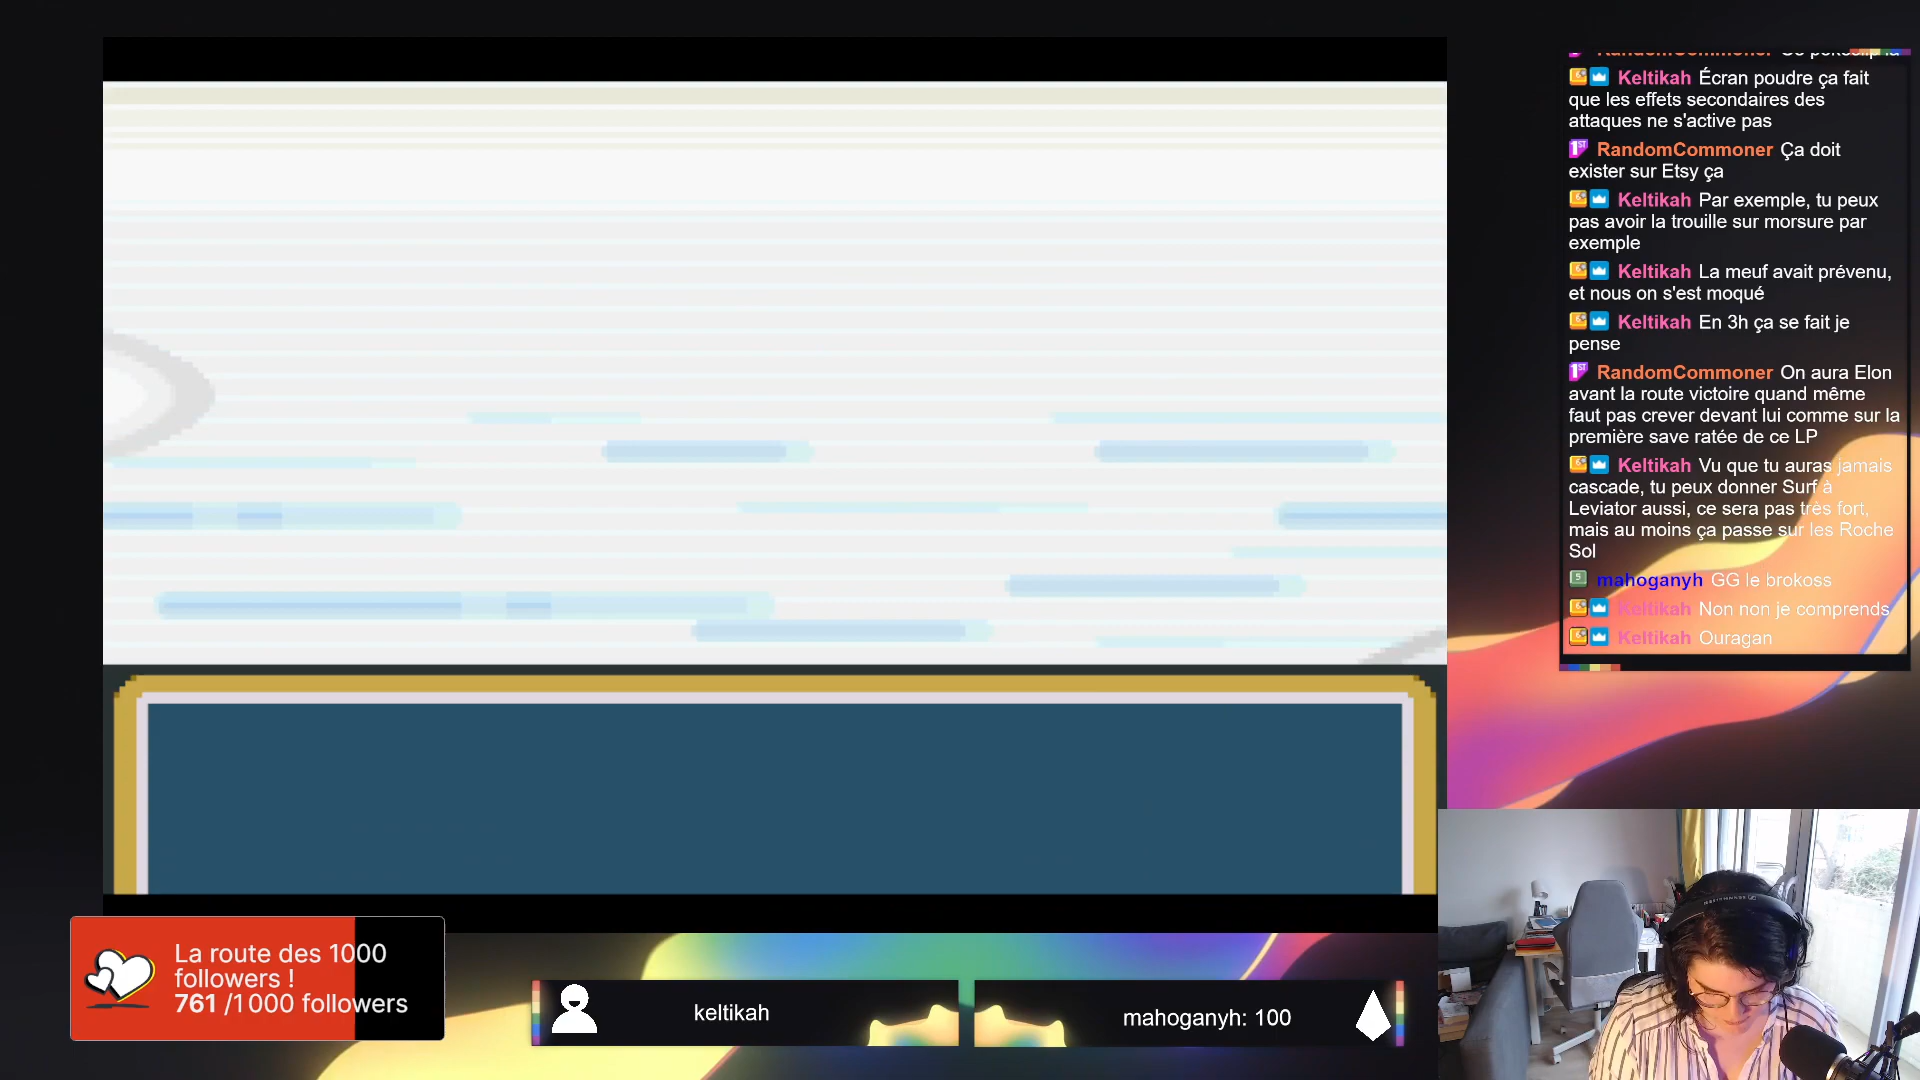 Keltikah Écran poudre ça fait
que les effets secondaires des
attaques ne s'active pas
RandomCommoner Ça doit
exister sur Etsy ça
Keltikah Par exemple, tu peux
pas avoir la trouille sur morsure par
exemple
Keltikah La meuf avait prévenu,
et nous on s'est moqué
Keltikah En 3h ça se fait je
pense
RandomCommoner On aura Elon
avant la route victoire quand même
faut pas crever devant lui comme sur la
première save ratée de ce LP
Keltikah Vu que tu auras jamais
cascade, tu peux donner Surf à
Leviator aussi, ce sera pas très fort,
mais au moins ça passe sur les Roche
Sol
mahoganyh GG le brokoss
Keltikah Non non je comprends
Keltikah Ouragan
La route des 1000
followers !
761 /1 000 followers
keltikah
mahoganyh: 100